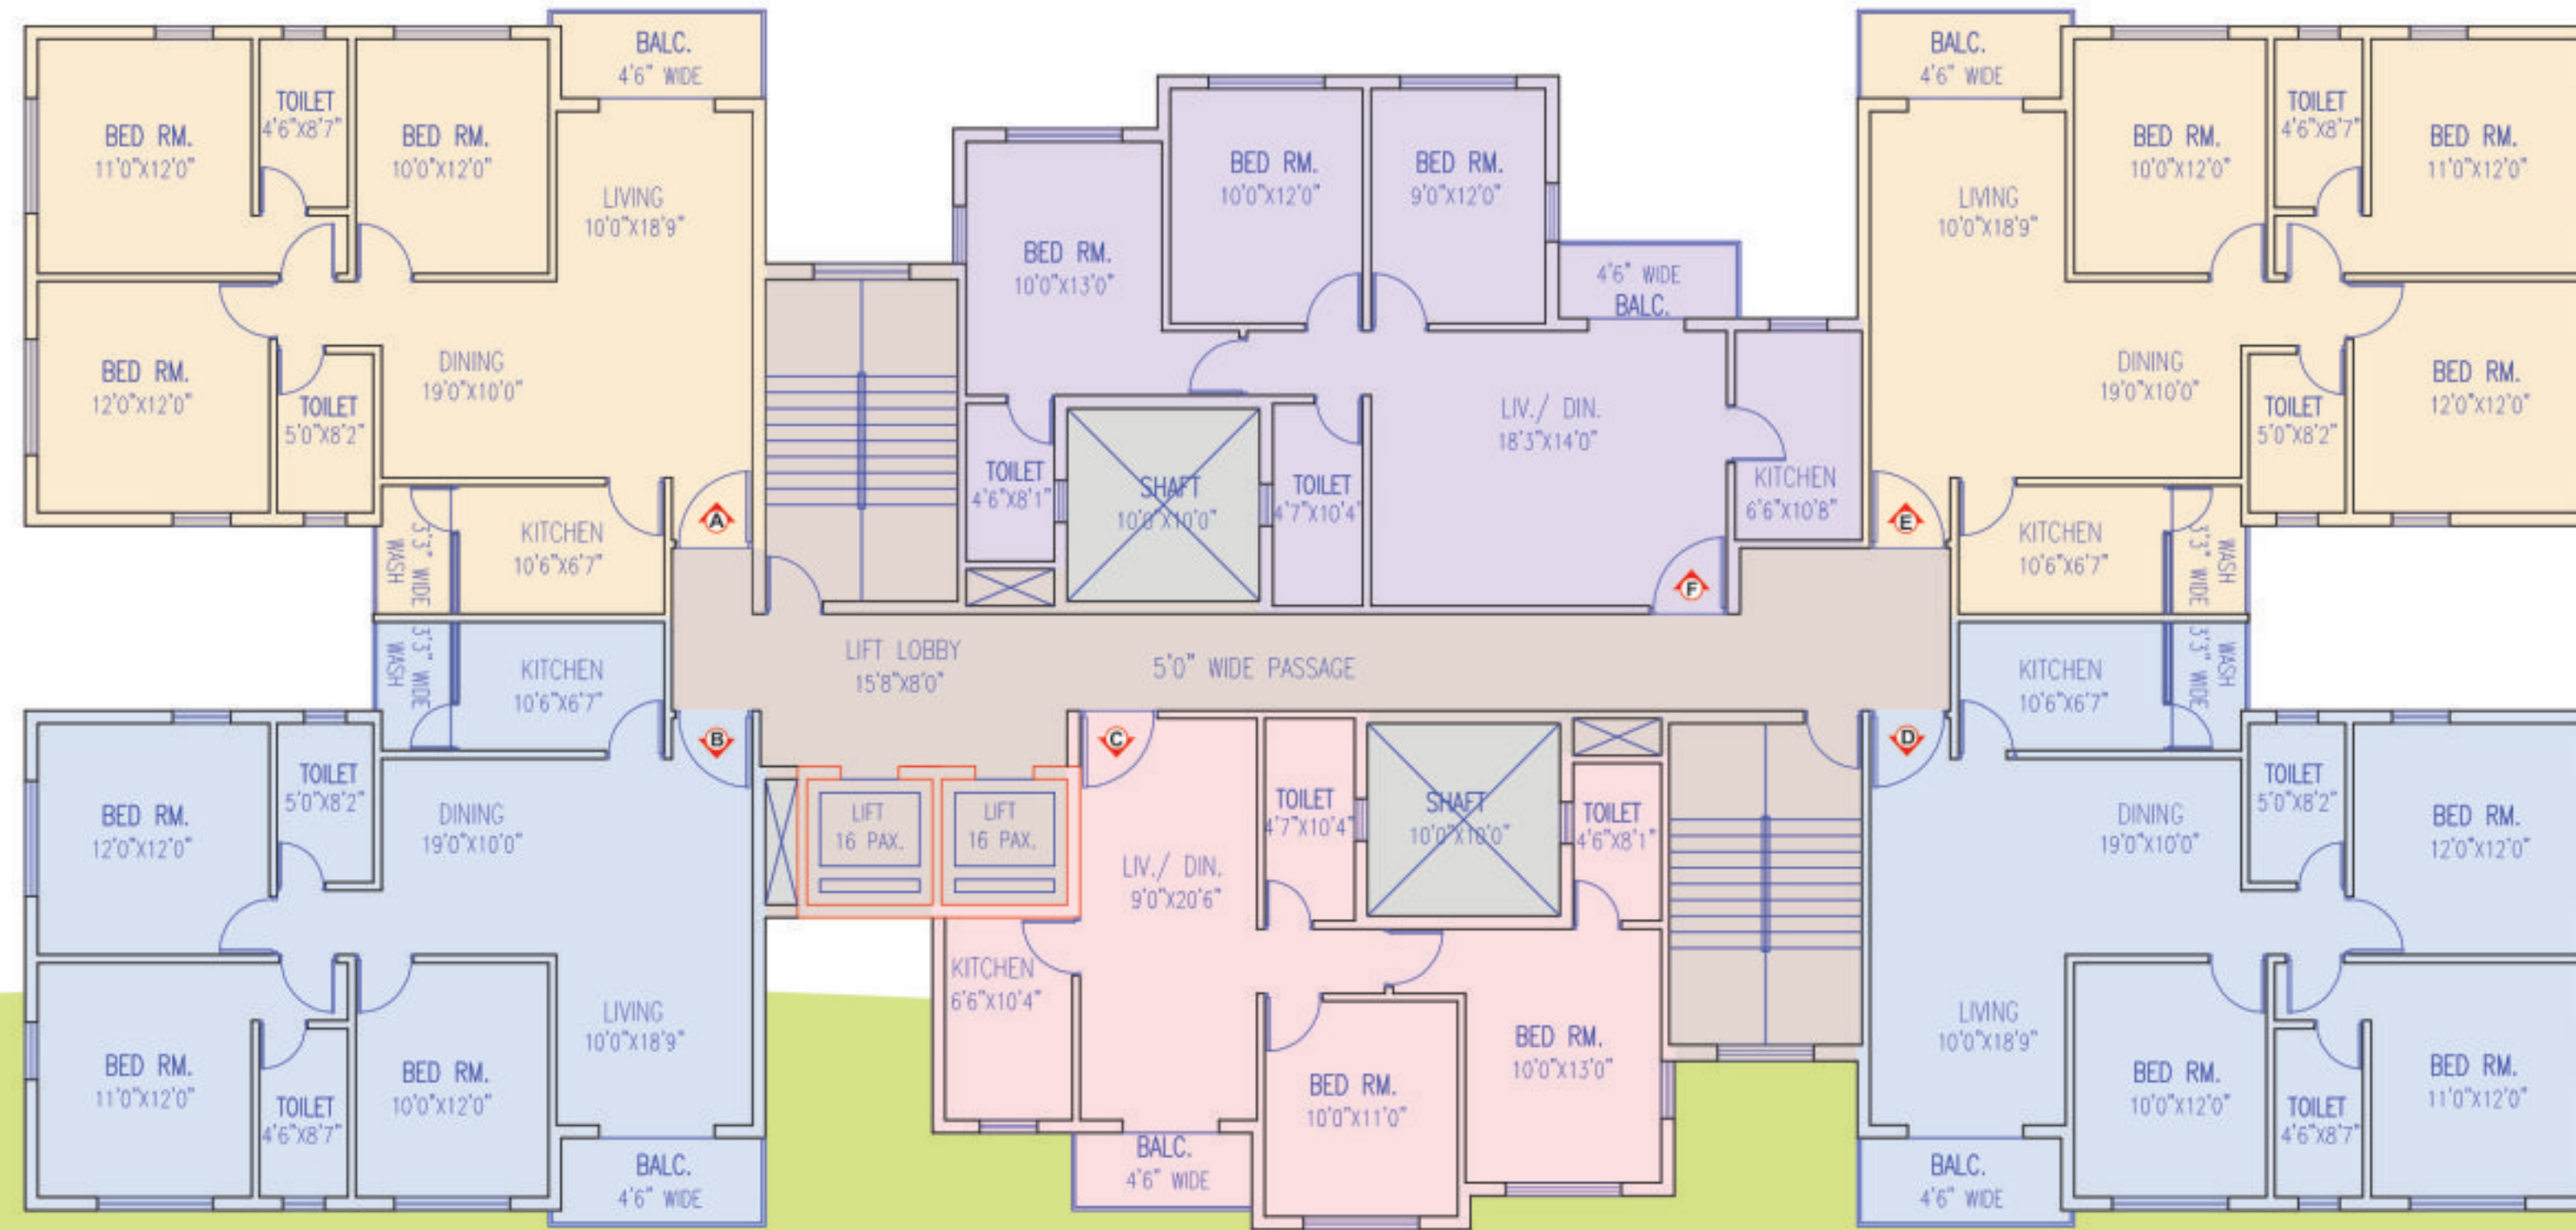 BALC.
4'6" WIDE
BED RM.
11'0"X12'0"
TOILET
4'6"X8'7"
BED RM.
10'0"X12'0"
LIVING
10'0"X18'9"
BED RM.
12'0"X12'0"
TOILET
5'0"X8'2"
DINING
19'0"X10'0"
KITCHEN
10'6"X6'7"
3'3" WIDE
WASH
A
BED RM.
10'0"X13'0"
BED RM.
10'0"X12'0"
BED RM.
9'0"X12'0"
4'6" WIDE
BALC.
TOILET
4'6"X8'1"
SHAFT
10'0"X10'0"
TOILET
4'7"X10'4"
LIV./ DIN.
18'3"X14'0"
KITCHEN
6'6"X10'8"
F
BALC.
4'6" WIDE
LIVING
10'0"X18'9"
BED RM.
10'0"X12'0"
TOILET
4'6"X8'7"
BED RM.
11'0"X12'0"
DINING
19'0"X10'0"
TOILET
5'0"X8'2"
BED RM.
12'0"X12'0"
E
KITCHEN
10'6"X6'7"
3'3" WIDE
WASH
LIFT LOBBY
15'8"X8'0"
5'0" WIDE PASSAGE
3'3" WIDE
WASH
KITCHEN
10'6"X6'7"
B
BED RM.
12'0"X12'0"
TOILET
5'0"X8'2"
DINING
19'0"X10'0"
BED RM.
11'0"X12'0"
TOILET
4'6"X8'7"
BED RM.
10'0"X12'0"
LIVING
10'0"X18'9"
BALC.
4'6" WIDE
LIFT
16 PAX.
LIFT
16 PAX.
C
LIV./ DIN.
9'0"X20'6"
TOILET
4'7"X10'4"
SHAFT
10'0"X10'0"
TOILET
4'6"X8'1"
KITCHEN
6'6"X10'4"
BED RM.
10'0"X11'0"
BED RM.
10'0"X13'0"
BALC.
4'6" WIDE
D
KITCHEN
10'6"X6'7"
3'3" WIDE
WASH
DINING
19'0"X10'0"
TOILET
5'0"X8'2"
BED RM.
12'0"X12'0"
LIVING
10'0"X18'9"
BED RM.
10'0"X12'0"
TOILET
4'6"X8'7"
BED RM.
11'0"X12'0"
BALC.
4'6" WIDE